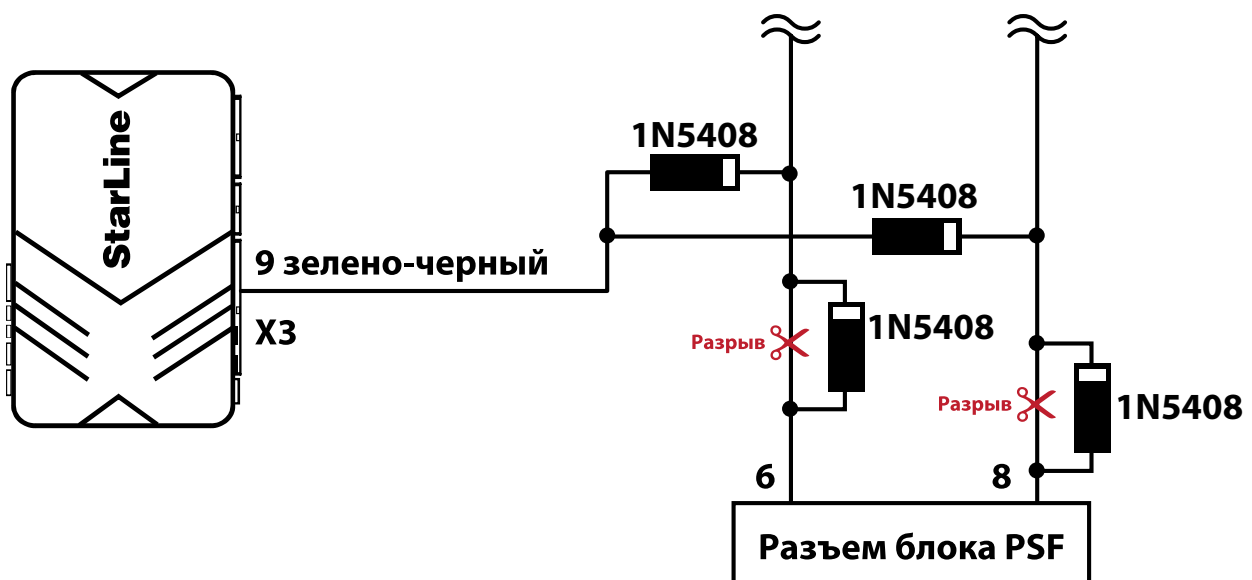 StarLine
1N5408
1N5408
9 зелено-черный
X3
Разрыв
1N5408
Разрыв
1N5408
6
8
Разъем блока PSF